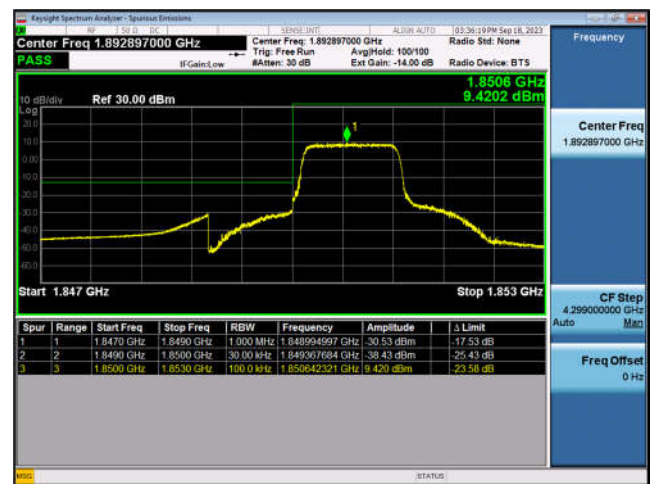 Keysight Spectrum Analyzer - Spurious Emissions
RF 50 Ω DC SENSE:INT ALIGN AUTO 03:36:19 PM Sep 18, 2023
Center Freq 1.892897000 GHz
Center Freq: 1.892897000 GHz
Radio Std: None
Trig: Free Run Avg|Hold: 100/100
PASS
IFGain:Low
#Atten: 30 dB Ext Gain: -14.00 dB Radio Device: BTS
Frequency
1.8506 GHz
9.4202 dBm
10 dB/div Ref 30.00 dBm
Log
20.0
10.0
0.00
-10.0
-20.0
-30.0
-40.0
-50.0
-60.0
1
Start 1.847 GHz Stop 1.853 GHz
Center Freq
1.892897000 GHz
CF Step
4.299000000 GHz
Auto Man
Freq Offset
0 Hz
Spur Range Start Freq Stop Freq RBW Frequency Amplitude Δ Limit
1 1 1.8470 GHz 1.8490 GHz 1.000 MHz 1.848994997 GHz -30.53 dBm -17.53 dB
2 2 1.8490 GHz 1.8500 GHz 30.00 kHz 1.849367684 GHz -38.43 dBm -25.43 dB
3 3 1.8500 GHz 1.8530 GHz 100.0 kHz 1.850642321 GHz 9.420 dBm -23.58 dB
MSG STATUS